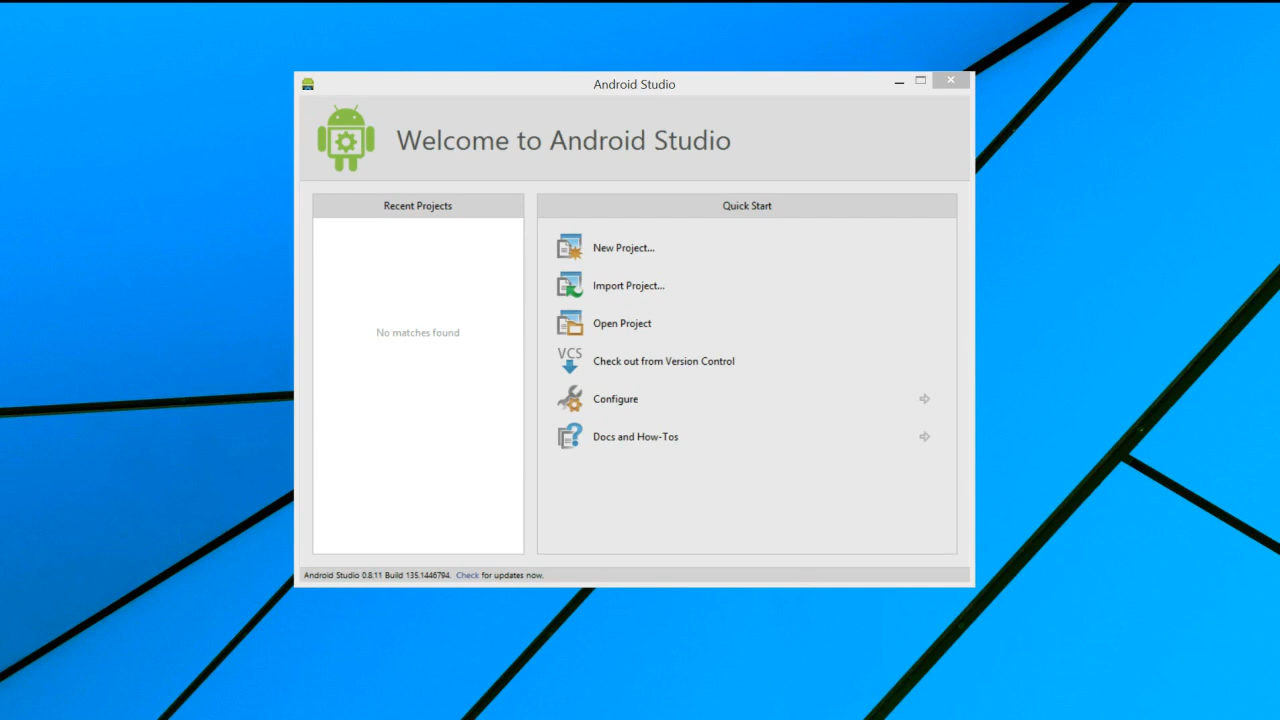 Android Studio
Welcome to Android Studio
Recent Projects
No matches found
Quick Start
New Project...
Import Project...
Open Project
VCS
Check out from Version Control
Configure
Docs and How-Tos
Android Studio 0.8.11 Build 135.1446794. Check for updates now.